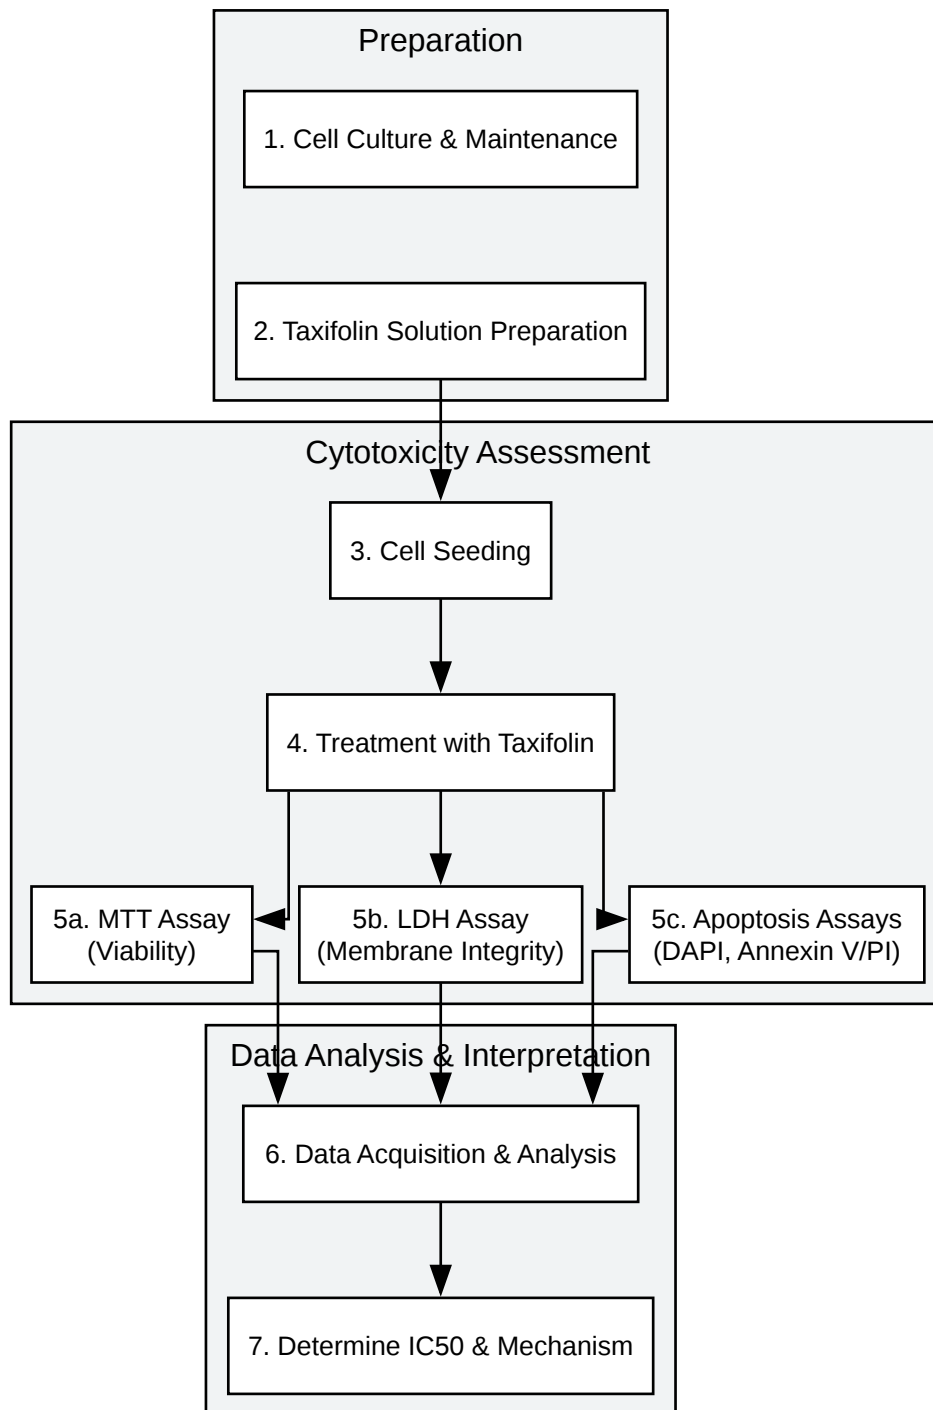 Preparation
1. Cell Culture & Maintenance
2. Taxifolin Solution Preparation
Cytotoxicity Assessment
3. Cell Seeding
4. Treatment with Taxifolin
5a. MTT Assay
(Viability)
5b. LDH Assay
(Membrane Integrity)
5c. Apoptosis Assays
(DAPI, Annexin V/PI)
Data Analysis & Interpretation
6. Data Acquisition & Analysis
7. Determine IC50 & Mechanism